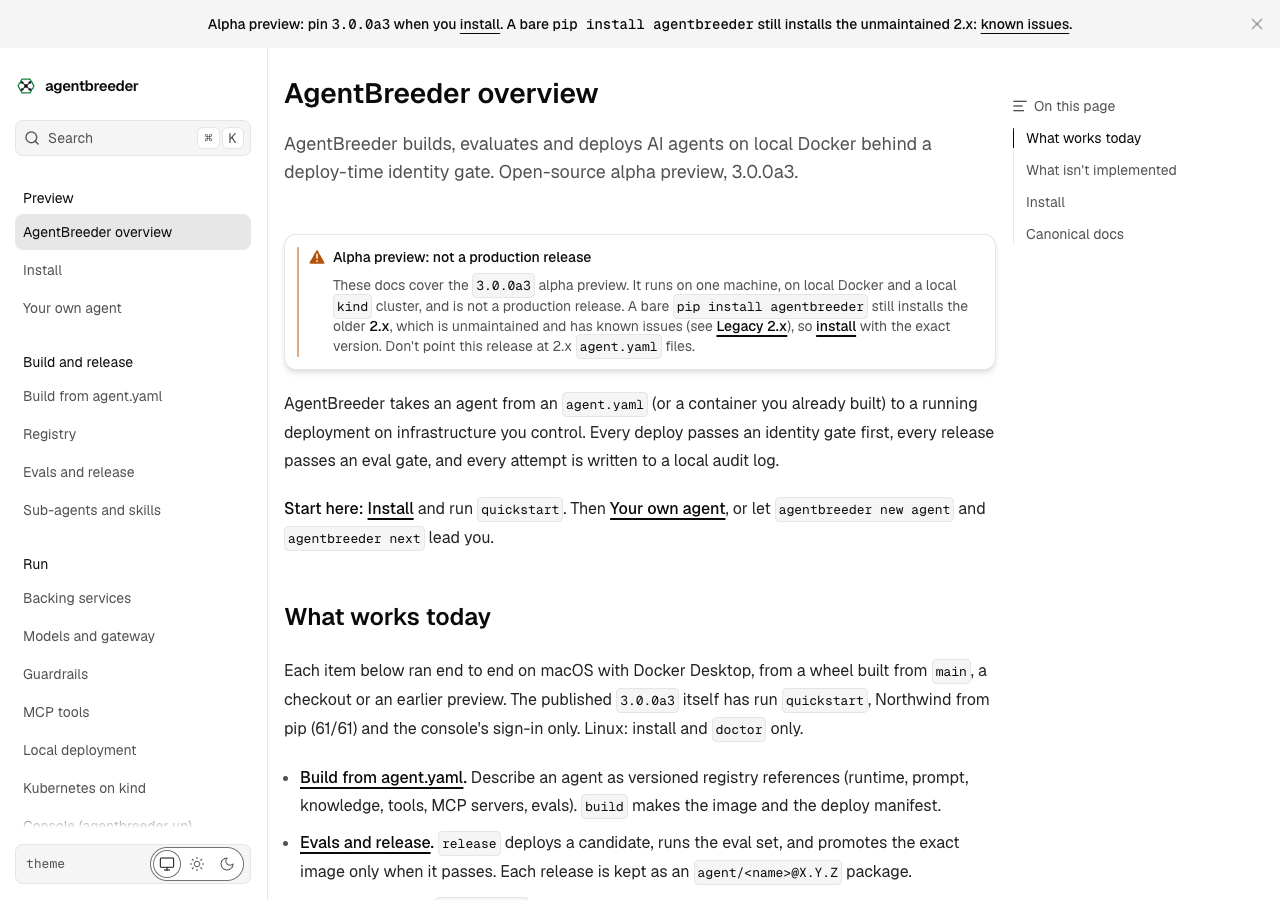 Alpha preview: pin 3.0.0a3 when you install. A bare pip install agentbreeder still installs the unmaintained 2.x: known issues.
agentbreeder
Search ⌘ K
Preview
AgentBreeder overview
Install
Your own agent
Build and release
Build from agent.yaml
Registry
Evals and release
Sub-agents and skills
Run
Backing services
Models and gateway
Guardrails
MCP tools
Local deployment
Kubernetes on kind
Console (agentbreeder up)
theme
AgentBreeder overview
AgentBreeder builds, evaluates and deploys AI agents on local Docker behind a
deploy-time identity gate. Open-source alpha preview, 3.0.0a3.
Alpha preview: not a production release
These docs cover the 3.0.0a3 alpha preview. It runs on one machine, on local Docker and a local
kind cluster, and is not a production release. A bare pip install agentbreeder still installs the
older 2.x, which is unmaintained and has known issues (see Legacy 2.x), so install with the exact
version. Don't point this release at 2.x agent.yaml files.
AgentBreeder takes an agent from an agent.yaml (or a container you already built) to a running
deployment on infrastructure you control. Every deploy passes an identity gate first, every release
passes an eval gate, and every attempt is written to a local audit log.
Start here: Install and run quickstart. Then Your own agent, or let agentbreeder new agent and
agentbreeder next lead you.
What works today
Each item below ran end to end on macOS with Docker Desktop, from a wheel built from main, a
checkout or an earlier preview. The published 3.0.0a3 itself has run quickstart, Northwind from
pip (61/61) and the console's sign-in only. Linux: install and doctor only.
Build from agent.yaml. Describe an agent as versioned registry references (runtime, prompt,
knowledge, tools, MCP servers, evals). build makes the image and the deploy manifest.
Evals and release. release deploys a candidate, runs the eval set, and promotes the exact
image only when it passes. Each release is kept as an agent/<name>@X.Y.Z package.
On this page
What works today
What isn't implemented
Install
Canonical docs